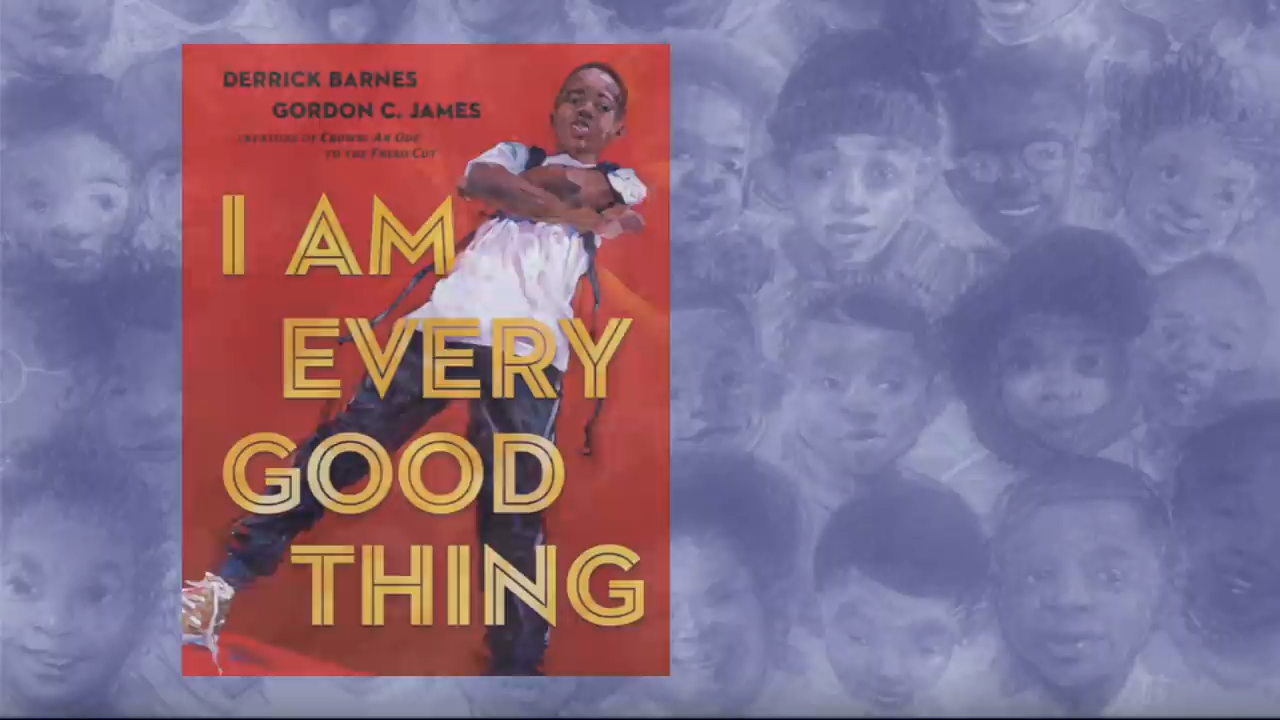 DERRICK BARNES
GORDON C. JAMES
CREATORS OF CROWN: AN ODE
TO THE FRESH CUT
I AM
EVERY
GOOD
THING